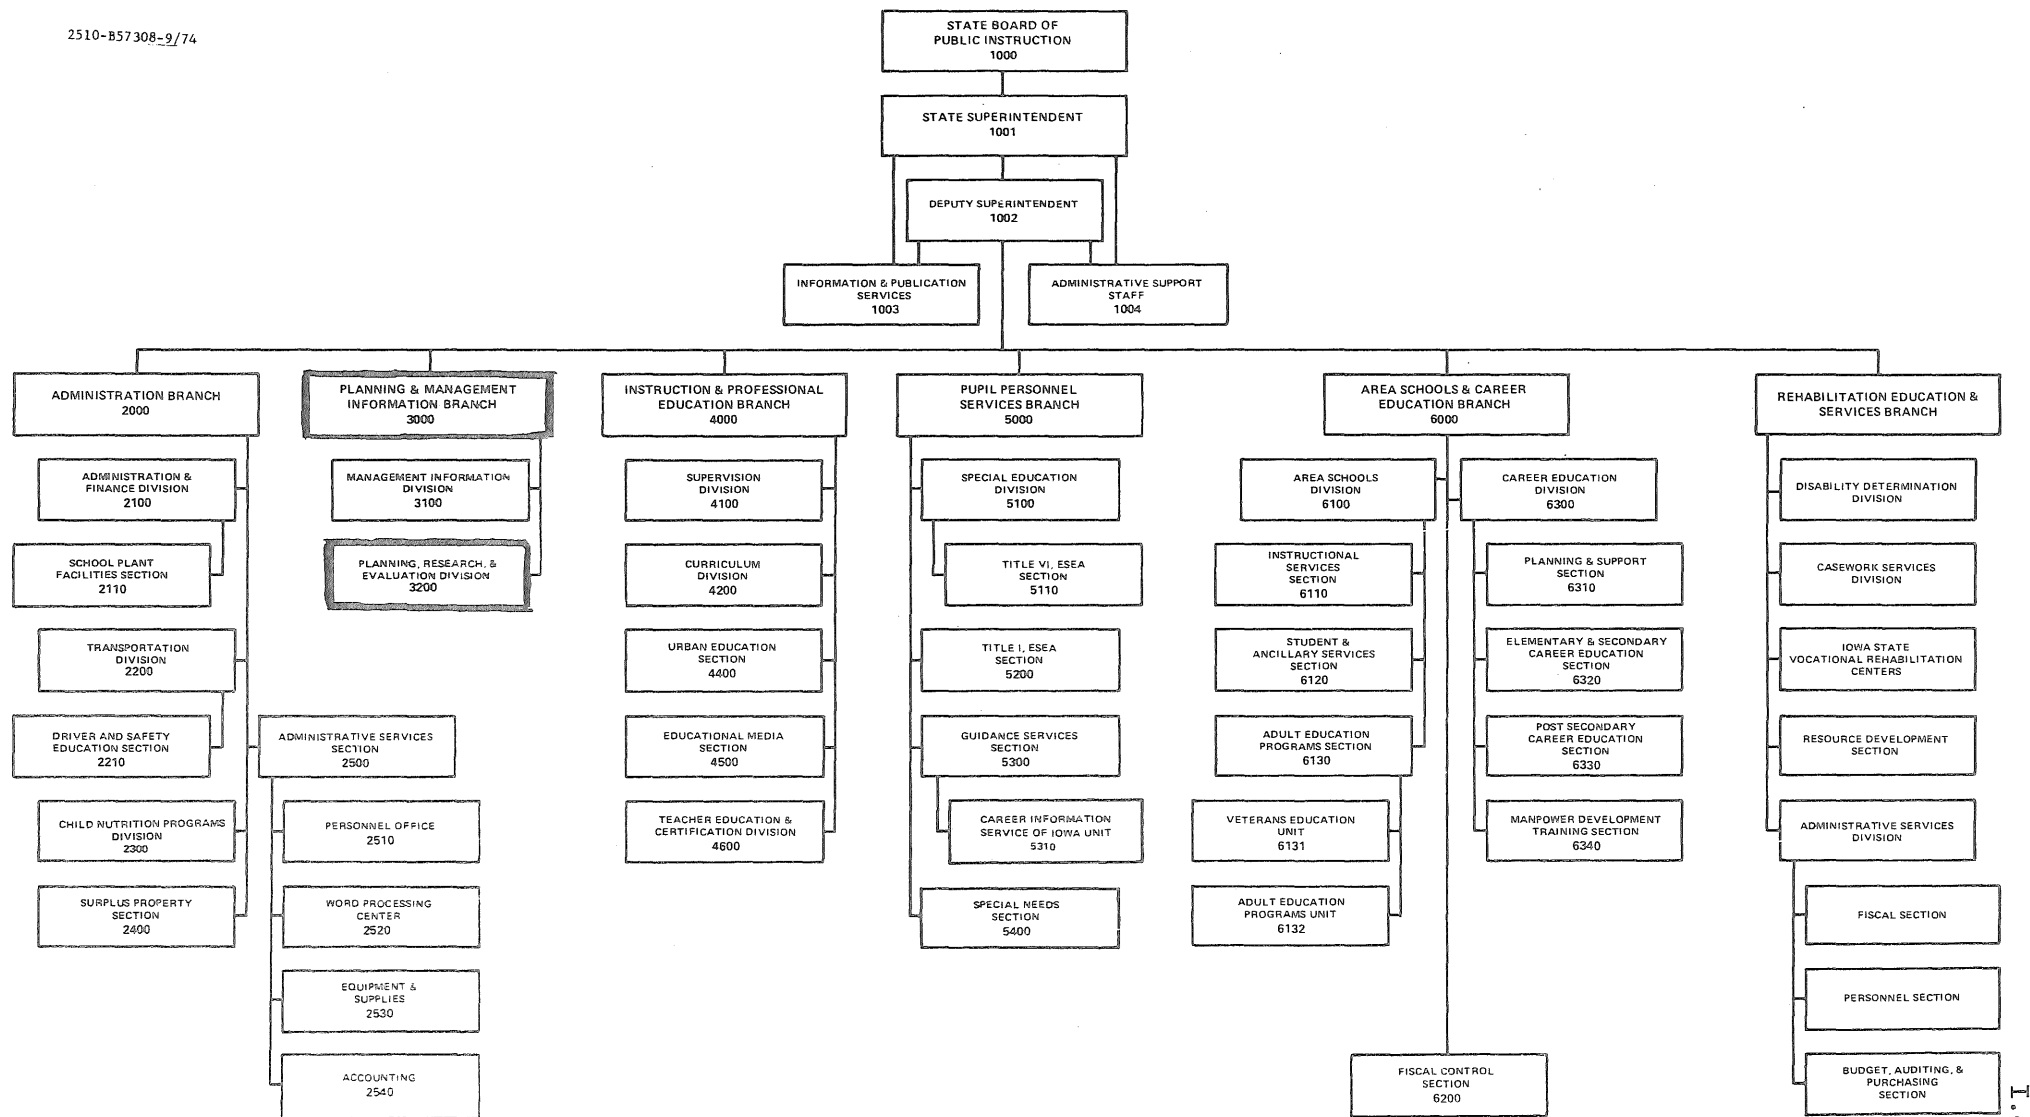 2510-B57308-9/74
STATE BOARD OF
PUBLIC INSTRUCTION
1000
STATE SUPERINTENDENT
1001
DEPUTY SUPERINTENDENT
1002
INFORMATION & PUBLICATION
SERVICES
1003
ADMINISTRATIVE SUPPORT
STAFF
1004
ADMINISTRATION BRANCH
2000
ADMINISTRATION &
FINANCE DIVISION
2100
SCHOOL PLANT
FACILITIES SECTION
2110
TRANSPORTATION
DIVISION
2200
DRIVER AND SAFETY
EDUCATION SECTION
2210
CHILD NUTRITION PROGRAMS
DIVISION
2300
SURPLUS PROPERTY
SECTION
2400
ADMINISTRATIVE SERVICES
SECTION
2500
PERSONNEL OFFICE
2510
WORD PROCESSING
CENTER
2520
EQUIPMENT &
SUPPLIES
2530
ACCOUNTING
2540
PLANNING & MANAGEMENT
INFORMATION BRANCH
3000
MANAGEMENT INFORMATION
DIVISION
3100
PLANNING, RESEARCH, &
EVALUATION DIVISION
3200
INSTRUCTION & PROFESSIONAL
EDUCATION BRANCH
4000
SUPERVISION
DIVISION
4100
CURRICULUM
DIVISION
4200
URBAN EDUCATION
SECTION
4400
EDUCATIONAL MEDIA
SECTION
4500
TEACHER EDUCATION &
CERTIFICATION DIVISION
4600
PUPIL PERSONNEL
SERVICES BRANCH
5000
SPECIAL EDUCATION
DIVISION
5100
TITLE VI, ESEA
SECTION
5110
TITLE I, ESEA
SECTION
5200
GUIDANCE SERVICES
SECTION
5300
CAREER INFORMATION
SERVICE OF IOWA UNIT
5310
SPECIAL NEEDS
SECTION
5400
AREA SCHOOLS & CAREER
EDUCATION BRANCH
6000
AREA SCHOOLS
DIVISION
6100
INSTRUCTIONAL
SERVICES
SECTION
6110
STUDENT &
ANCILLARY SERVICES
SECTION
6120
ADULT EDUCATION
PROGRAMS SECTION
6130
VETERANS EDUCATION
UNIT
6131
ADULT EDUCATION
PROGRAMS UNIT
6132
CAREER EDUCATION
DIVISION
6300
PLANNING & SUPPORT
SECTION
6310
ELEMENTARY & SECONDARY
CAREER EDUCATION
SECTION
6320
POST SECONDARY
CAREER EDUCATION
SECTION
6330
MANPOWER DEVELOPMENT
TRAINING SECTION
6340
FISCAL CONTROL
SECTION
6200
REHABILITATION EDUCATION &
SERVICES BRANCH
DISABILITY DETERMINATION
DIVISION
CASEWORK SERVICES
DIVISION
IOWA STATE
VOCATIONAL REHABILITATION
CENTERS
RESOURCE DEVELOPMENT
SECTION
ADMINISTRATIVE SERVICES
DIVISION
FISCAL SECTION
PERSONNEL SECTION
BUDGET, AUDITING, &
PURCHASING
SECTION